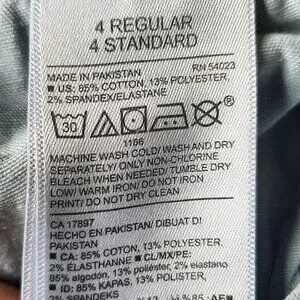 4 REGULAR
4 STANDARD
MADE IN PAKISTAN RN 54023
■ US: 85% COTTON, 13% POLYESTER,
2% SPANDEX/ELASTANE
30
1166
MACHINE WASH COLD/WASH AND DRY
SEPARATELY/ ONLY NON-CHLORINE
BLEACH WHEN NEEDED/ TUMBLE DRY
LOW/ WARM IRON/ DO NOT IRON
PRINT/ DO NOT DRY CLEAN
CA 17897
HECHO EN PAKISTAN/ DIBUAT DI
PAKISTAN
■ CA: 85% COTTON, 13% POLYESTER,
2% ÉLASTHANNE ■ CL/MX/PE:
85% algodón, 13% poliéster, 2% elastano
■ ID: 85% KAPAS, 13% POLIESTER,
2% SPANDEKS